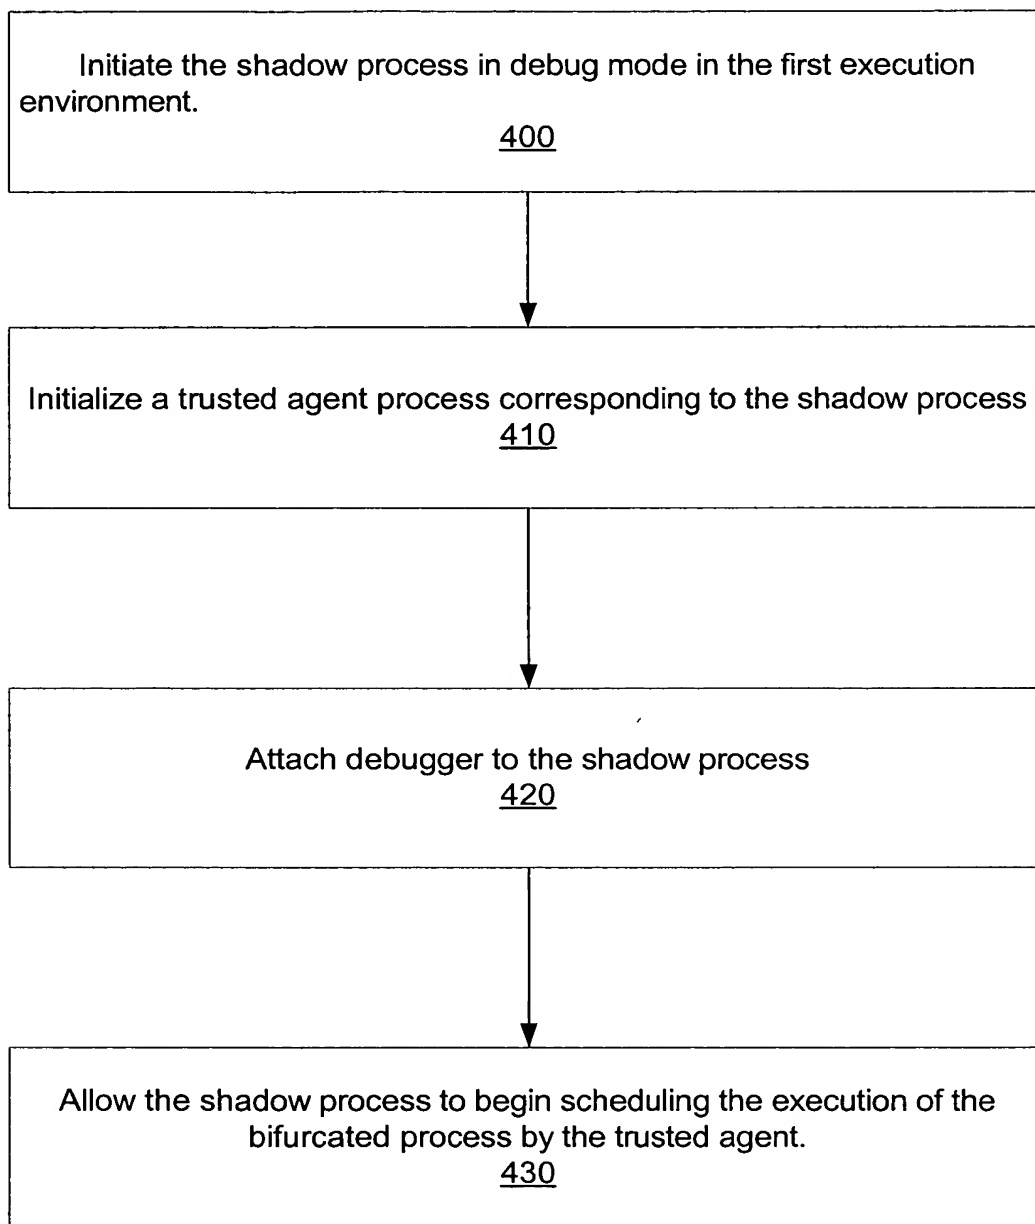 Initiate the shadow process in debug mode in the first execution
environment.
400
Initialize a trusted agent process corresponding to the shadow process
410
Attach debugger to the shadow process
420
Allow the shadow process to begin scheduling the execution of the
bifurcated process by the trusted agent.
430